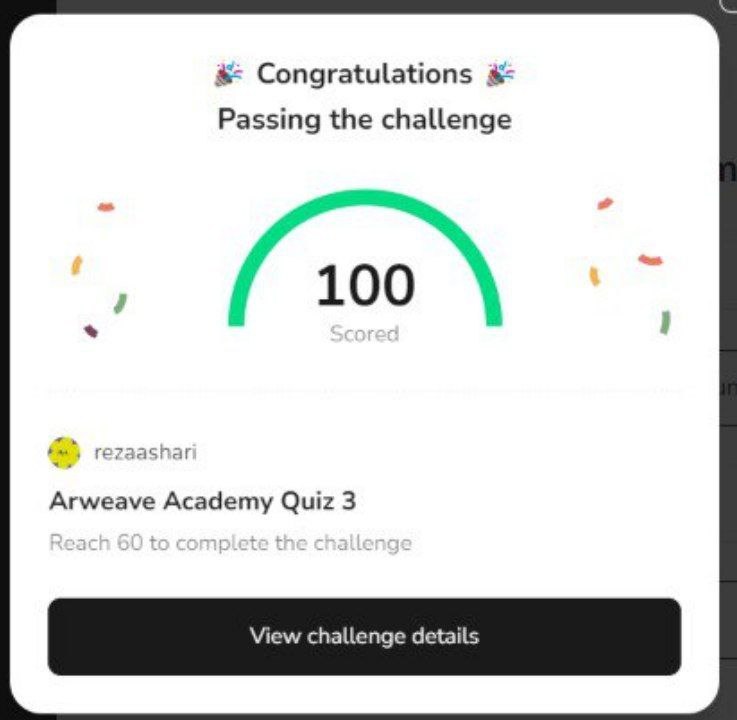 🎉 Congratulations 🎉
Passing the challenge
100
Scored
rezaashari
Arweave Academy Quiz 3
Reach 60 to complete the challenge
View challenge details